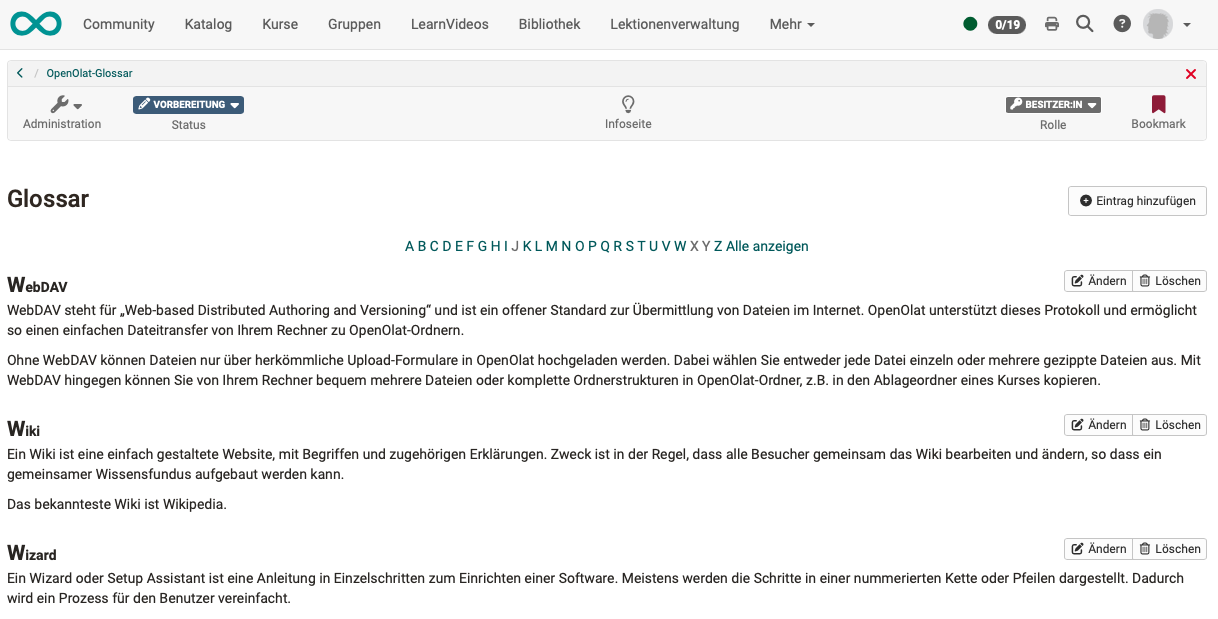 Community Katalog Kurse Gruppen LearnVideos Bibliothek Lektionenverwaltung Mehr 0/19
/ OpenOlat-Glossar
VORBEREITUNG BESITZER:IN
Administration Status Infoseite Rolle Bookmark
Glossar
Eintrag hinzufügen
A B C D E F G H I J K L M N O P Q R S T U V W X Y Z Alle anzeigen
WebDAV Ändern Löschen
WebDAV steht für „Web-based Distributed Authoring and Versioning“ und ist ein offener Standard zur Übermittlung von Dateien im Internet. OpenOlat unterstützt dieses Protokoll und ermöglicht
so einen einfachen Dateitransfer von Ihrem Rechner zu OpenOlat-Ordnern.
Ohne WebDAV können Dateien nur über herkömmliche Upload-Formulare in OpenOlat hochgeladen werden. Dabei wählen Sie entweder jede Datei einzeln oder mehrere gezippte Dateien aus. Mit
WebDAV hingegen können Sie von Ihrem Rechner bequem mehrere Dateien oder komplette Ordnerstrukturen in OpenOlat-Ordner, z.B. in den Ablageordner eines Kurses kopieren.
Wiki Ändern Löschen
Ein Wiki ist eine einfach gestaltete Website, mit Begriffen und zugehörigen Erklärungen. Zweck ist in der Regel, dass alle Besucher gemeinsam das Wiki bearbeiten und ändern, so dass ein
gemeinsamer Wissensfundus aufgebaut werden kann.
Das bekannteste Wiki ist Wikipedia.
Wizard Ändern Löschen
Ein Wizard oder Setup Assistant ist eine Anleitung in Einzelschritten zum Einrichten einer Software. Meistens werden die Schritte in einer nummerierten Kette oder Pfeilen dargestellt. Dadurch
wird ein Prozess für den Benutzer vereinfacht.